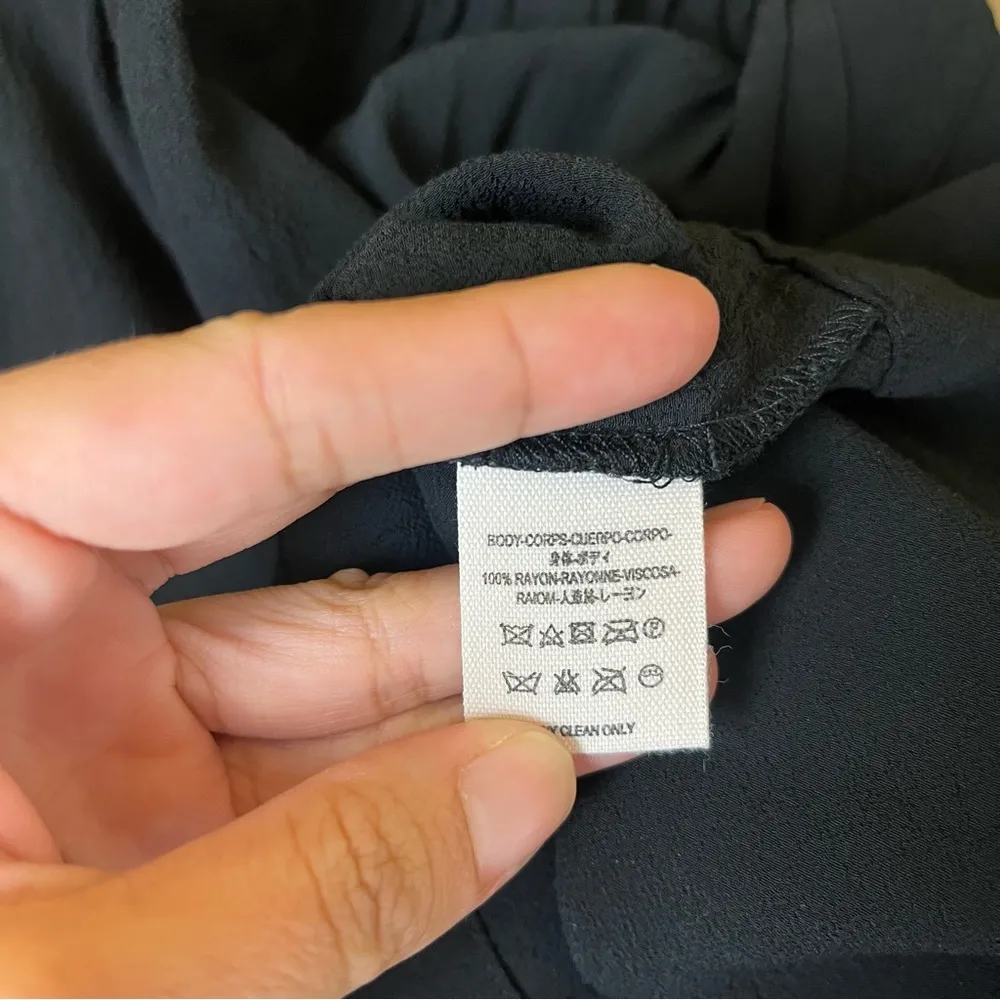 BODY-CORPS-CUERPO-CORPO-
身体-ボディ
100% RAYON-RAYONNE-VISCOSA-
RAIOM-人造絲-レーヨン
CLEAN ONLY